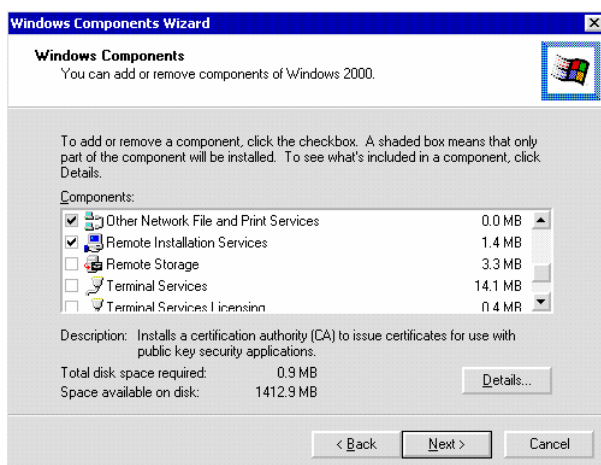 Windows Components Wizard
Windows Components
You can add or remove components of Windows 2000.
To add or remove a component, click the checkbox. A shaded box means that only
part of the component will be installed. To see what's included in a component, click
Details.
Components:
Other Network File and Print Services 0.0 MB
Remote Installation Services 1.4 MB
Remote Storage 3.3 MB
Terminal Services 14.1 MB
Terminal Services Licensing 0.4 MB
Description: Installs a certification authority (CA) to issue certificates for use with
public key security applications.
Total disk space required: 0.9 MB
Space available on disk: 1412.9 MB
Details...
< Back Next > Cancel